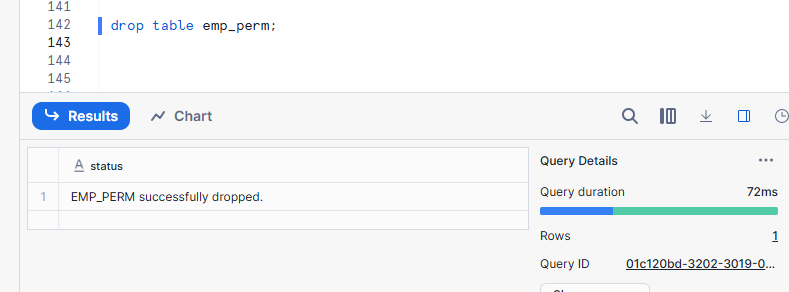 141
142 drop table emp_perm;
143
144
145
Results Chart
status
1 EMP_PERM successfully dropped.
Query Details ...
Query duration 72ms
Rows 1
Query ID 01c120bd-3202-3019-0...